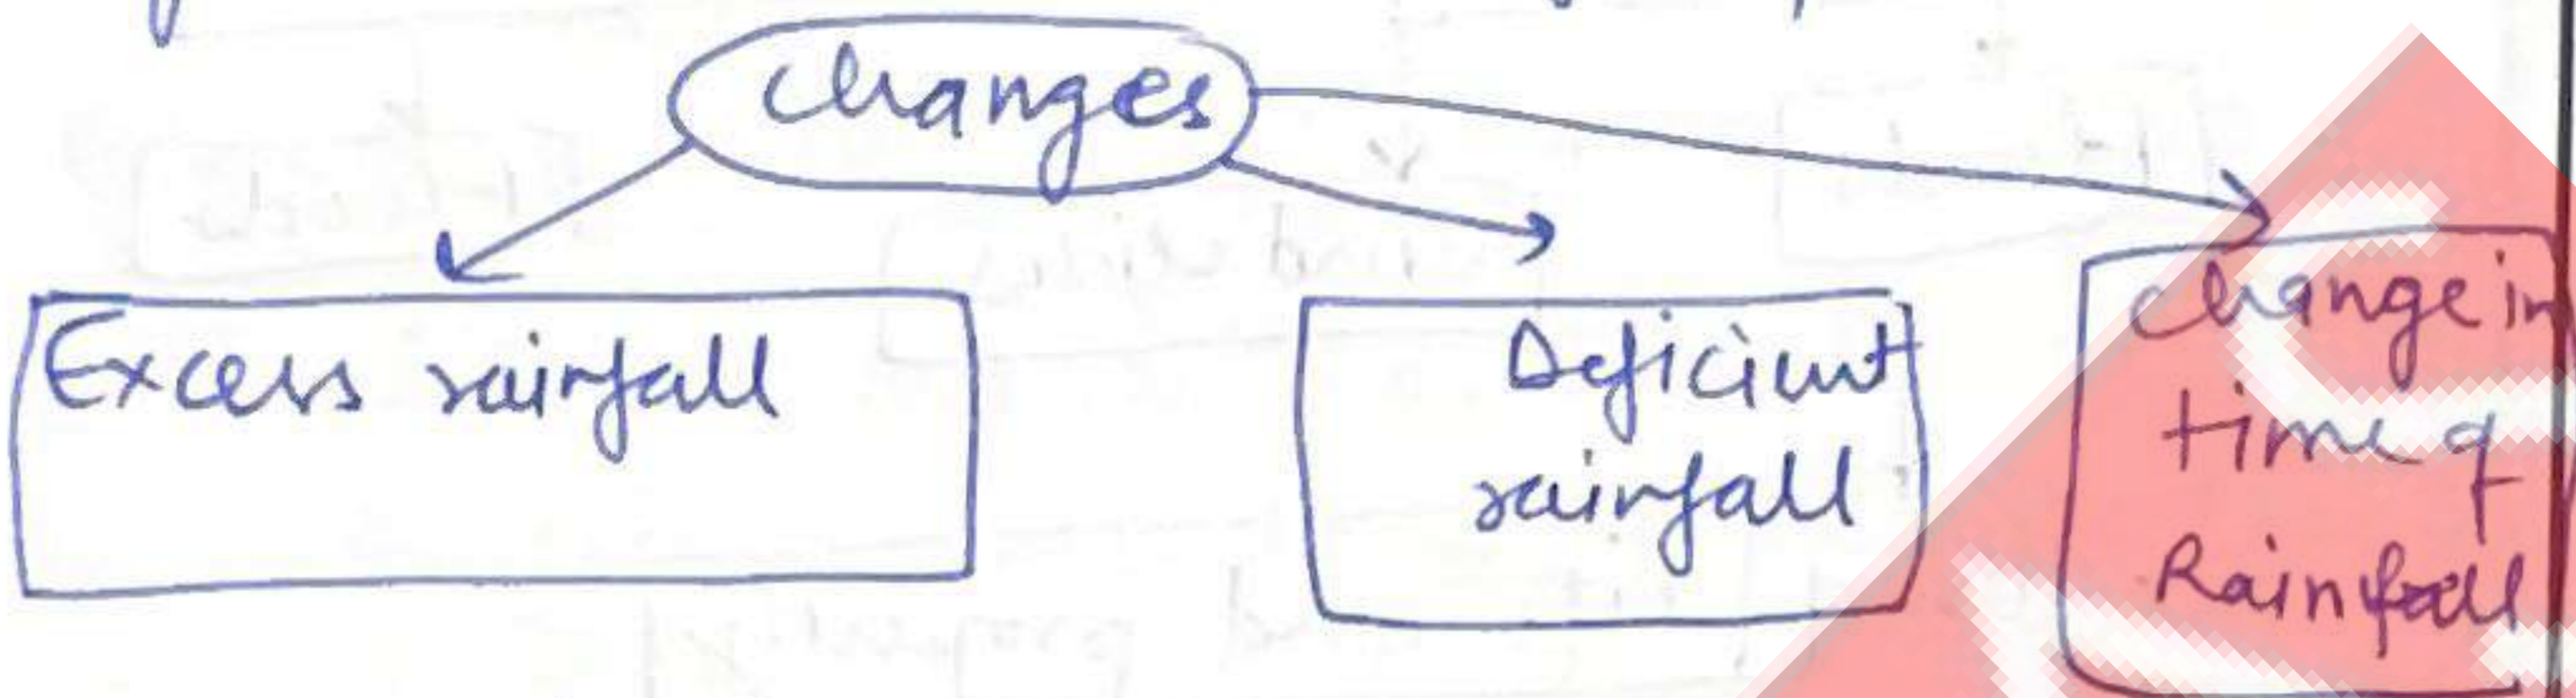 changes
Excess rainfall
Deficient
rainfall
change in
time of
Rainfall